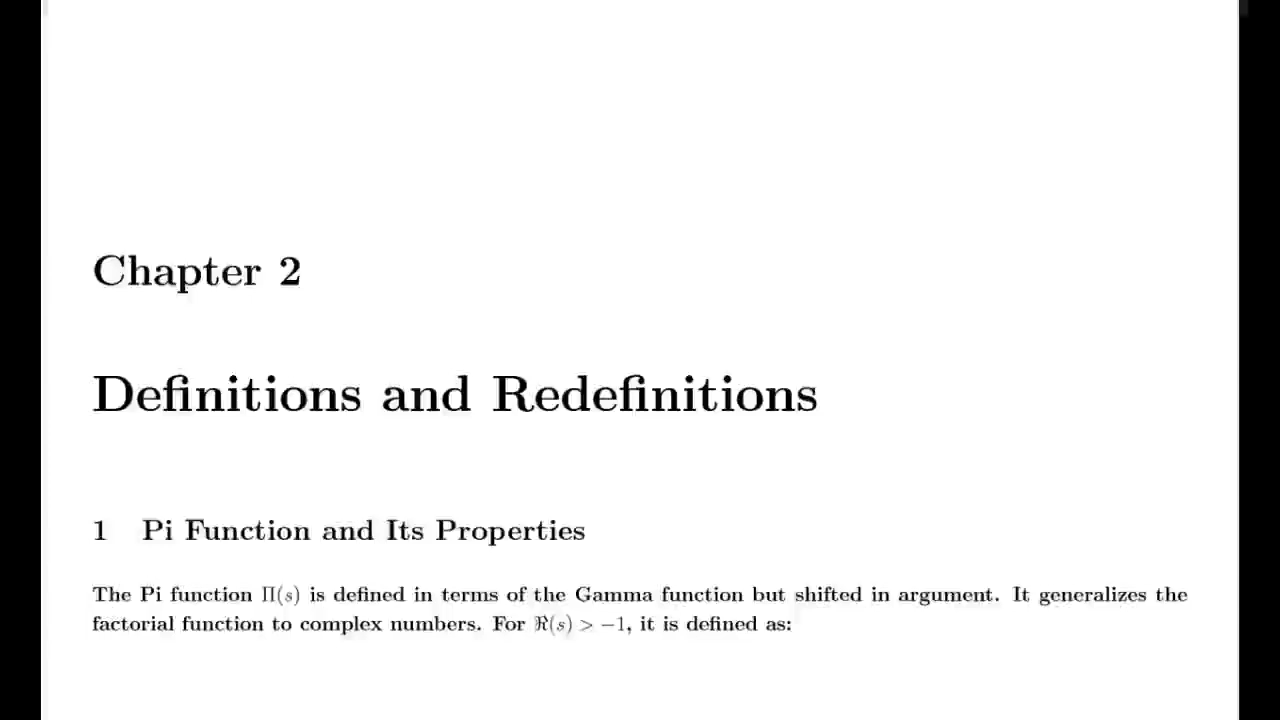 Chapter 2
Definitions and Redefinitions
1 Pi Function and Its Properties
The Pi function Π(s) is defined in terms of the Gamma function but shifted in argument. It generalizes the
factorial function to complex numbers. For ℜ(s) > −1, it is defined as: